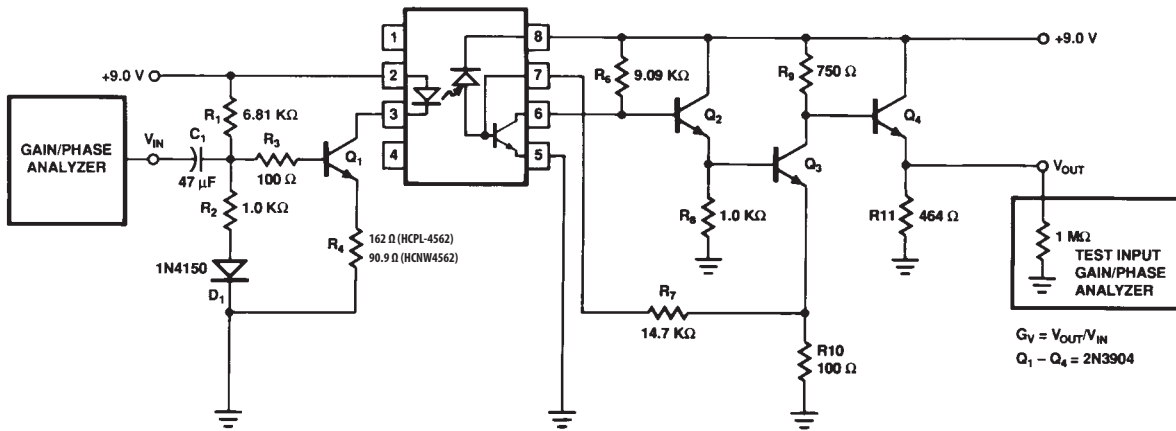 GAIN/PHASE
ANALYZER
+9.0 V
V_IN
C₁
47 µF
R₁
6.81 KΩ
R₃
100 Ω
R₂
1.0 KΩ
1N4150
D₁
Q₁
R₄
162 Ω (HCPL-4562)
90.9 Ω (HCNW4562)
1
2
3
4
8
7
6
5
R₅
9.09 KΩ
Q₂
R₆
1.0 KΩ
R₇
14.7 KΩ
R₉
750 Ω
Q₃
R10
100 Ω
Q₄
R11
464 Ω
+9.0 V
V_OUT
1 MΩ
TEST INPUT
GAIN/PHASE
ANALYZER
G_V = V_OUT/V_IN
Q₁ – Q₄ = 2N3904